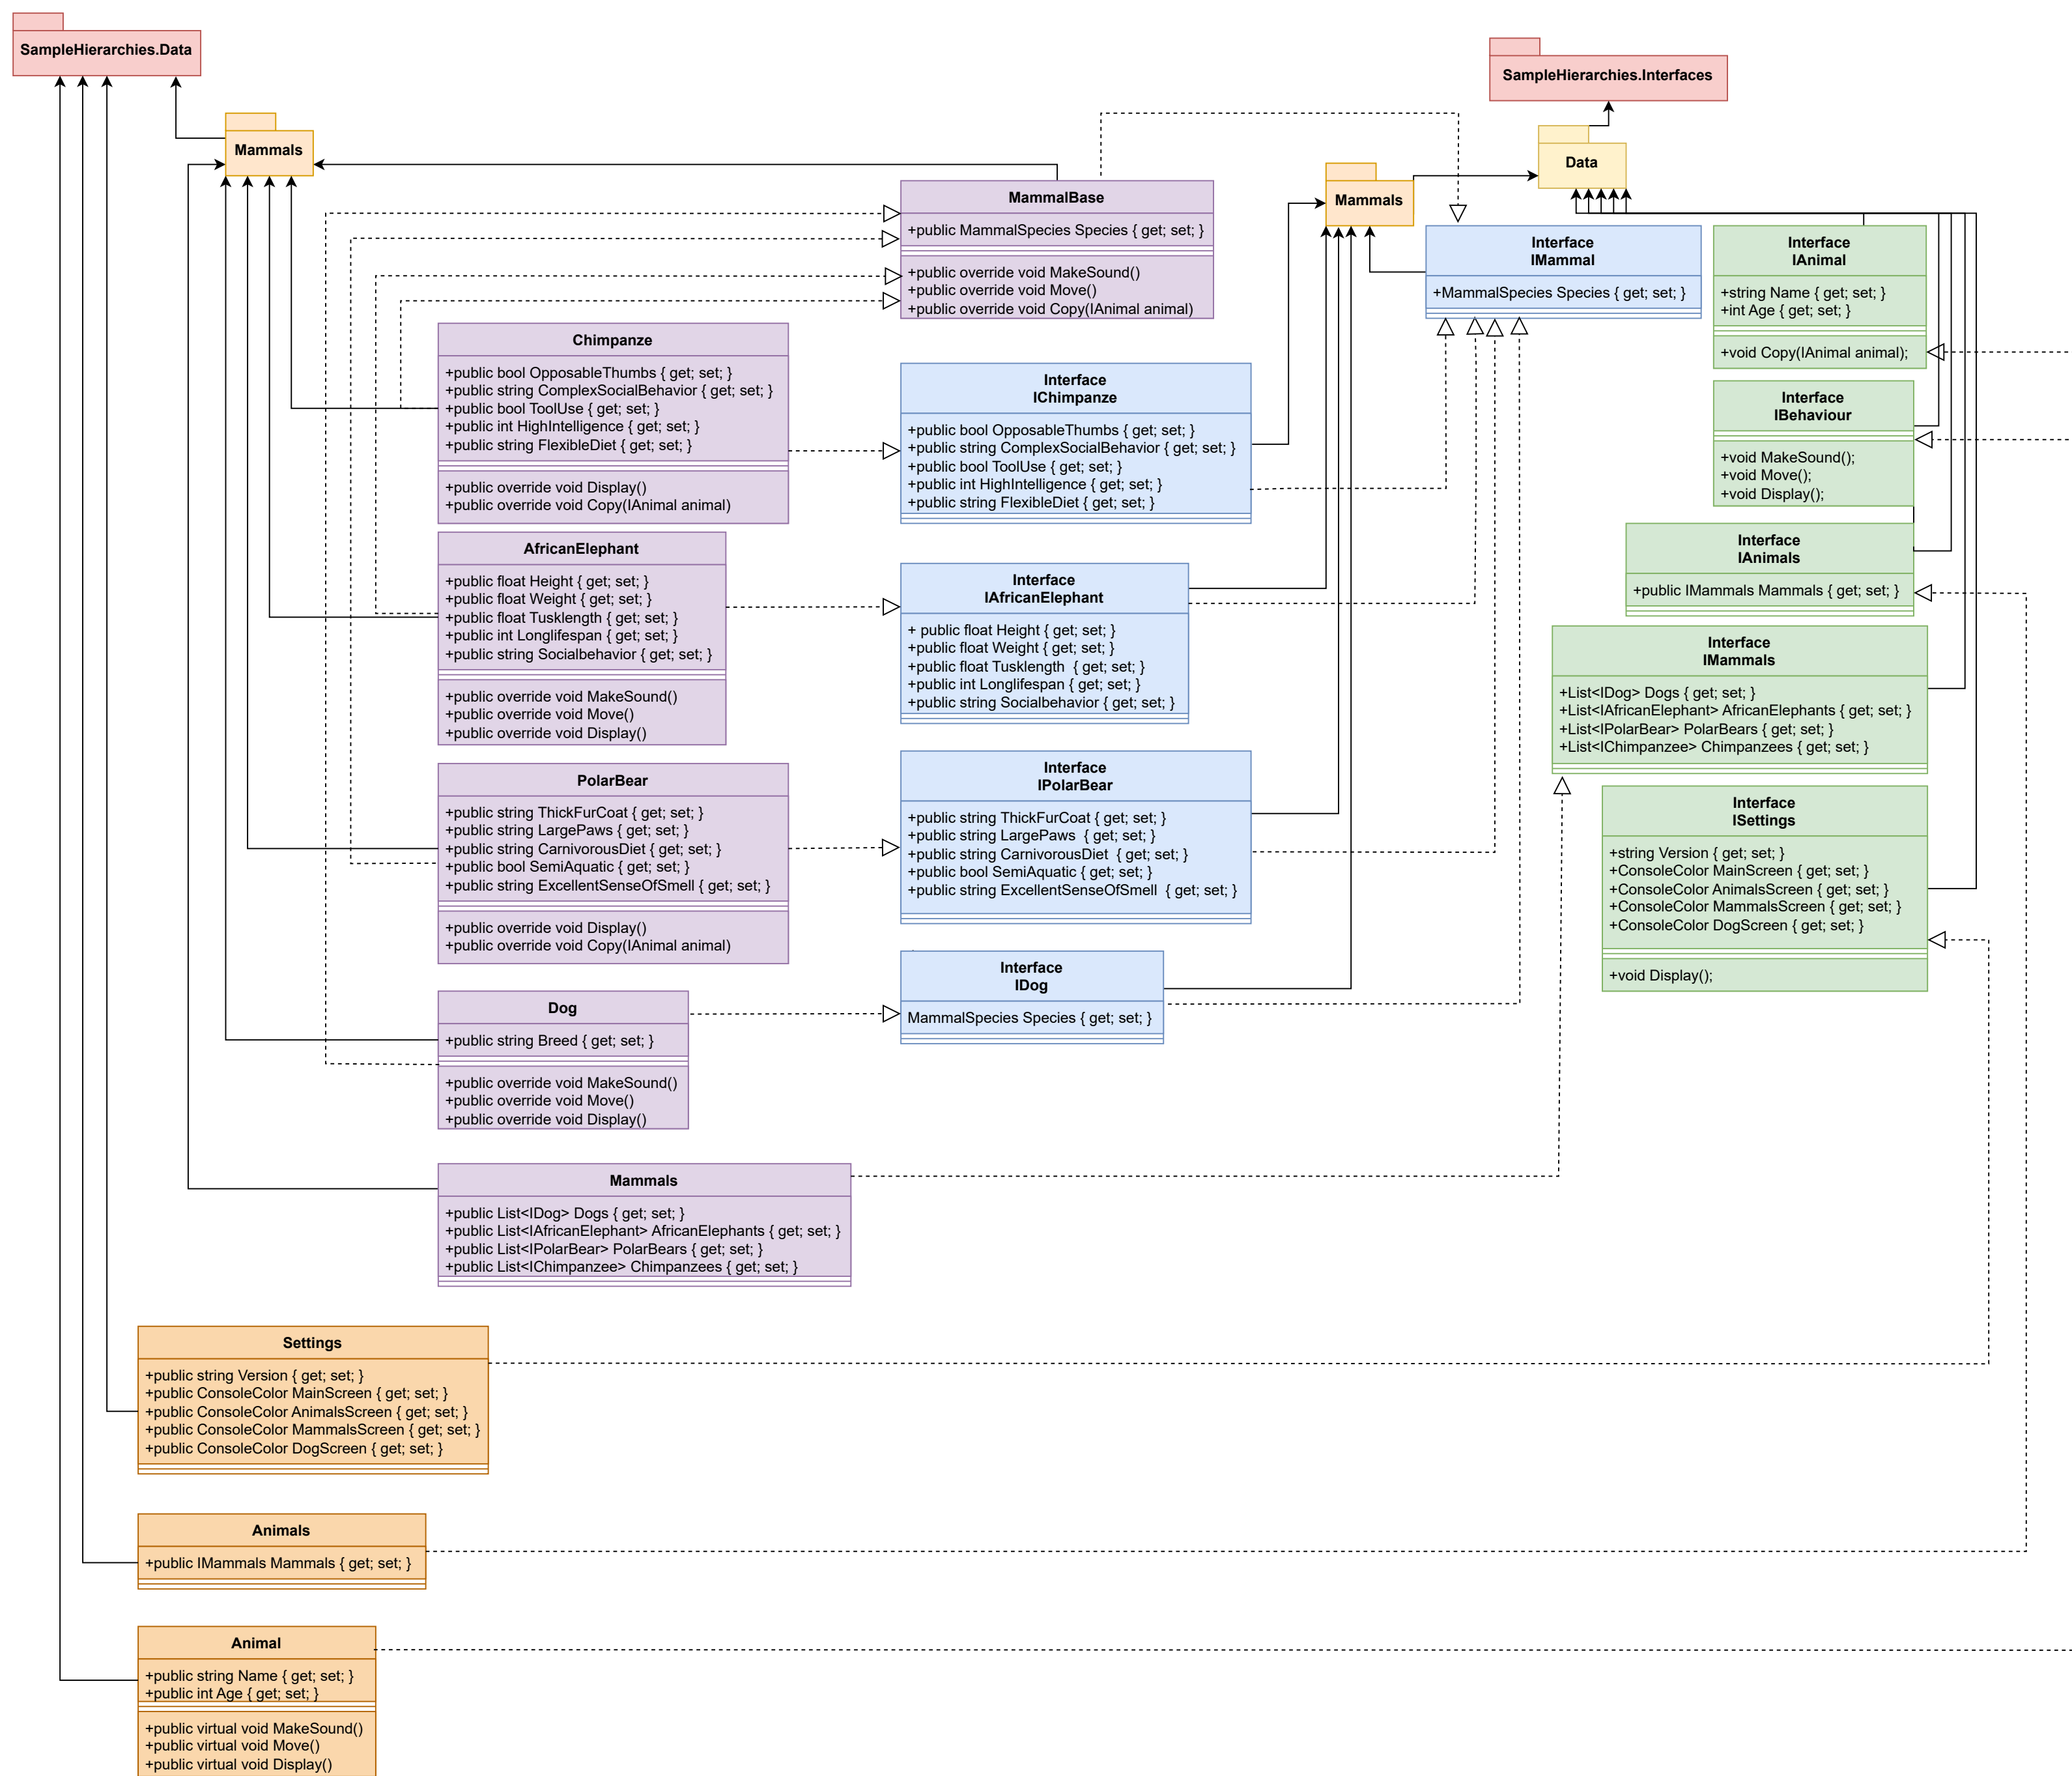 SampleHierarchies.Data
SampleHierarchies.Interfaces
Mammals
Data
Mammals
MammalBase
+public MammalSpecies Species { get; set; }
+public override void MakeSound()
+public override void Move()
+public override void Copy(IAnimal animal)
Interface
IMammal
+MammalSpecies Species { get; set; }
Interface
IAnimal
+string Name { get; set; }
+int Age { get; set; }
+void Copy(IAnimal animal);
Chimpanze
+public bool OpposableThumbs { get; set; }
+public string ComplexSocialBehavior { get; set; }
+public bool ToolUse { get; set; }
+public int HighIntelligence { get; set; }
+public string FlexibleDiet { get; set; }
+public override void Display()
+public override void Copy(IAnimal animal)
Interface
IChimpanze
+public bool OpposableThumbs { get; set; }
+public string ComplexSocialBehavior { get; set; }
+public bool ToolUse { get; set; }
+public int HighIntelligence { get; set; }
+public string FlexibleDiet { get; set; }
Interface
IBehaviour
+void MakeSound();
+void Move();
+void Display();
AfricanElephant
+public float Height { get; set; }
+public float Weight { get; set; }
+public float Tusklength { get; set; }
+public int Longlifespan { get; set; }
+public string Socialbehavior { get; set; }
+public override void MakeSound()
+public override void Move()
+public override void Display()
Interface
IAfricanElephant
+ public float Height { get; set; }
+public float Weight { get; set; }
+public float Tusklength  { get; set; }
+public int Longlifespan { get; set; }
+public string Socialbehavior { get; set; }
Interface
IAnimals
+public IMammals Mammals { get; set; }
Interface
IMammals
+List<IDog> Dogs { get; set; }
+List<IAfricanElephant> AfricanElephants { get; set; }
+List<IPolarBear> PolarBears { get; set; }
+List<IChimpanzee> Chimpanzees { get; set; }
PolarBear
+public string ThickFurCoat { get; set; }
+public string LargePaws { get; set; }
+public string CarnivorousDiet { get; set; }
+public bool SemiAquatic { get; set; }
+public string ExcellentSenseOfSmell { get; set; }
+public override void Display()
+public override void Copy(IAnimal animal)
Interface
IPolarBear
+public string ThickFurCoat { get; set; }
+public string LargePaws  { get; set; }
+public string CarnivorousDiet  { get; set; }
+public bool SemiAquatic { get; set; }
+public string ExcellentSenseOfSmell  { get; set; }
Interface
ISettings
+string Version { get; set; }
+ConsoleColor MainScreen { get; set; }
+ConsoleColor AnimalsScreen { get; set; }
+ConsoleColor MammalsScreen { get; set; }
+ConsoleColor DogScreen { get; set; }
+void Display();
Dog
+public string Breed { get; set; }
+public override void MakeSound()
+public override void Move()
+public override void Display()
Interface
IDog
MammalSpecies Species { get; set; }
Mammals
+public List<IDog> Dogs { get; set; }
+public List<IAfricanElephant> AfricanElephants { get; set; }
+public List<IPolarBear> PolarBears { get; set; }
+public List<IChimpanzee> Chimpanzees { get; set; }
Settings
+public string Version { get; set; }
+public ConsoleColor MainScreen { get; set; }
+public ConsoleColor AnimalsScreen { get; set; }
+public ConsoleColor MammalsScreen { get; set; }
+public ConsoleColor DogScreen { get; set; }
Animals
+public IMammals Mammals { get; set; }
Animal
+public string Name { get; set; }
+public int Age { get; set; }
+public virtual void MakeSound()
+public virtual void Move()
+public virtual void Display()